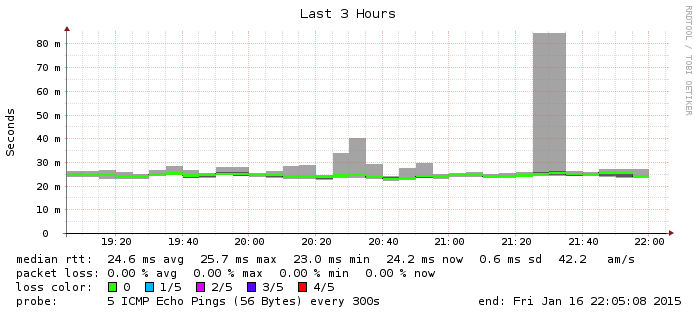 Last 3 Hours
RRDTOOL / TOBI OETIKER
Seconds
80 m
70 m
60 m
50 m
40 m
30 m
20 m
10 m
0
19:20 19:40 20:00 20:20 20:40 21:00 21:20 21:40 22:00
median rtt: 24.6 ms avg 25.7 ms max 23.0 ms min 24.2 ms now 0.6 ms sd 42.2 am/s
packet loss: 0.00 % avg 0.00 % max 0.00 % min 0.00 % now
loss color: 0 1/5 2/5 3/5 4/5
probe: 5 ICMP Echo Pings (56 Bytes) every 300s end: Fri Jan 16 22:05:08 2015